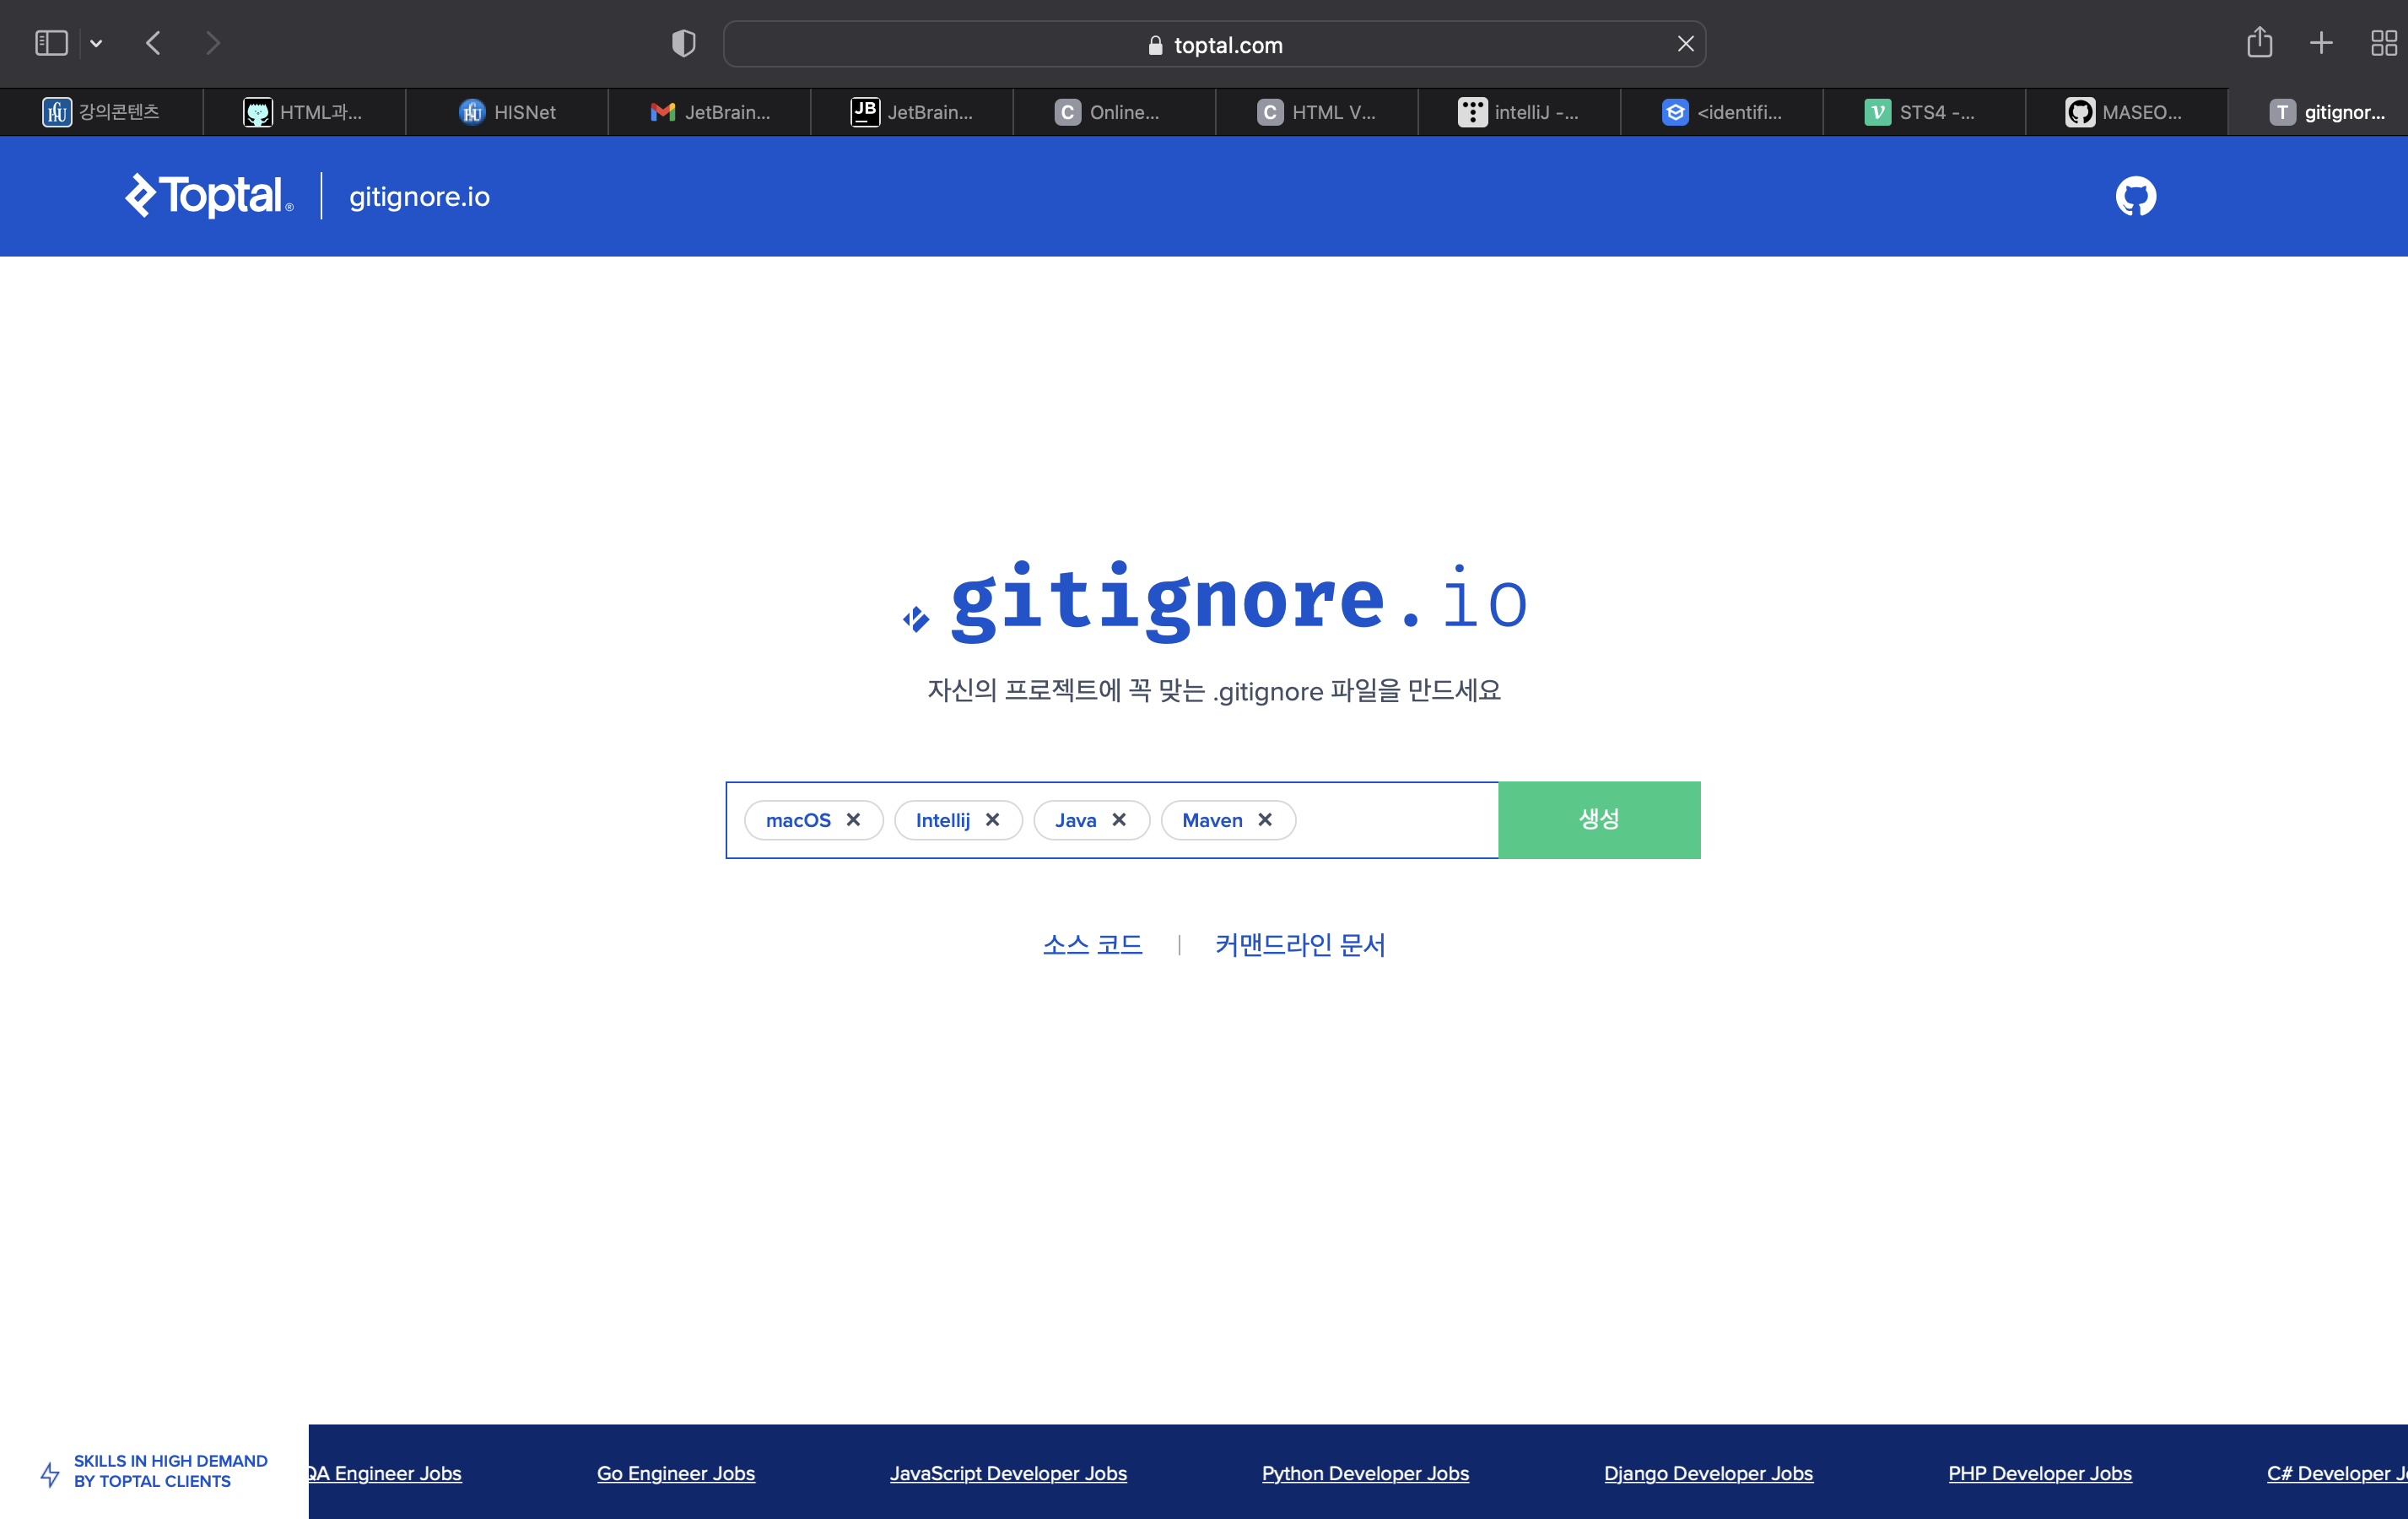 toptal.com
강의콘텐츠 HTML과... HISNet JetBrain... JB JetBrain... C Online... C HTML V... intelliJ -... <identifi... V STS4 -... MASEO... T gitignor...
Toptal® gitignore.io
gitignore.io
자신의 프로젝트에 꼭 맞는 .gitignore 파일을 만드세요
macOS Intellij Java Maven 생성
소스 코드 | 커맨드라인 문서
SKILLS IN HIGH DEMAND
BY TOPTAL CLIENTS
QA Engineer Jobs Go Engineer Jobs JavaScript Developer Jobs Python Developer Jobs Django Developer Jobs PHP Developer Jobs C# Developer J